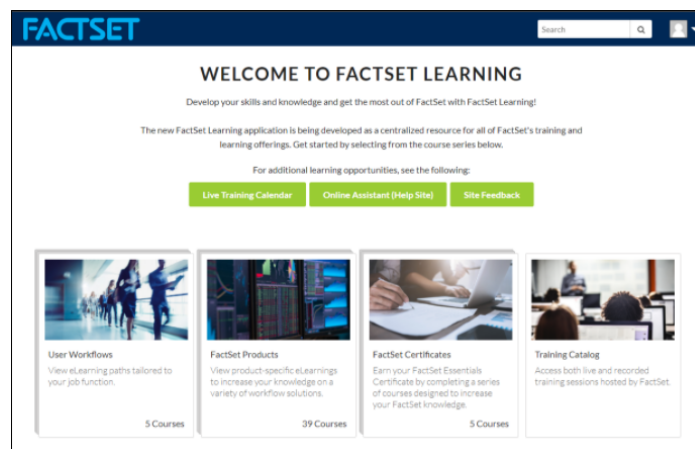 FACTSET
Search
WELCOME TO FACTSET LEARNING
Develop your skills and knowledge and get the most out of FactSet with FactSet Learning!
The new FactSet Learning application is being developed as a centralized resource for all of FactSet's training and
learning offerings. Get started by selecting from the course series below.
For additional learning opportunities, see the following:
Live Training Calendar
Online Assistant (Help Site)
Site Feedback
User Workflows
View eLearning paths tailored to
your job function.
5 Courses
FactSet Products
View product-specific eLearnings
to increase your knowledge on a
variety of workflow solutions.
39 Courses
FactSet Certificates
Earn your FactSet Essentials
Certificate by completing a series
of courses designed to increase
your FactSet knowledge.
5 Courses
Training Catalog
Access both live and recorded
training sessions hosted by FactSet.